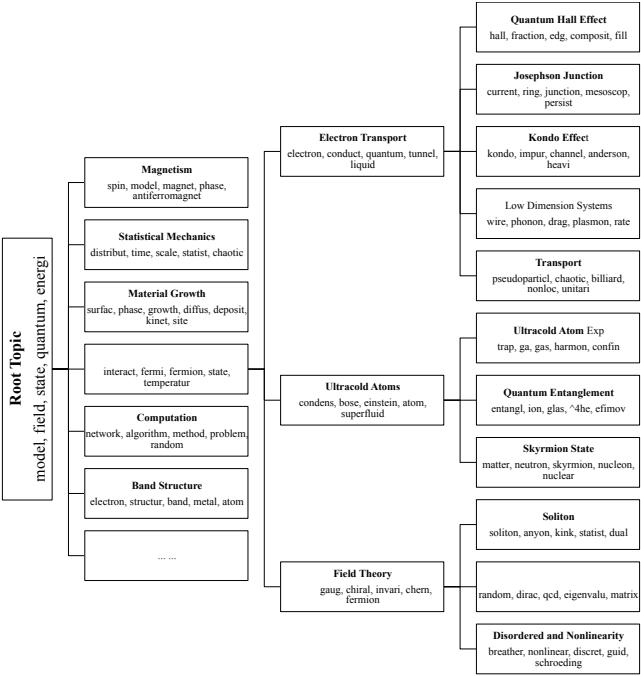 Root Topic
model, field, state, quantum, energi
Magnetism
spin, model, magnet, phase,
antiferromagnet
Statistical Mechanics
distribut, time, scale, statist, chaotic
Material Growth
surfac, phase, growth, diffus, deposit,
kinet, site
interact, fermi, fermion, state,
temperatur
Computation
network, algorithm, method, problem,
random
Band Structure
electron, structur, band, metal, atom
... ...
Electron Transport
electron, conduct, quantum, tunnel,
liquid
Ultracold Atoms
condens, bose, einstein, atom,
superfluid
Field Theory
gaug, chiral, invari, chern,
fermion
Quantum Hall Effect
hall, fraction, edg, composit, fill
Josephson Junction
current, ring, junction, mesoscop,
persist
Kondo Effect
kondo, impur, channel, anderson,
heavi
Low Dimension Systems
wire, phonon, drag, plasmon, rate
Transport
pseudoparticl, chaotic, billiard,
nonloc, unitari
Ultracold Atom Exp
trap, ga, gas, harmon, confin
Quantum Entanglement
entangl, ion, glas, ^4he, efimov
Skyrmion State
matter, neutron, skyrmion, nucleon,
nuclear
Soliton
soliton, anyon, kink, statist, dual
random, dirac, qcd, eigenvalu, matrix
Disordered and Nonlinearity
breather, nonlinear, discret, guid,
schroeding